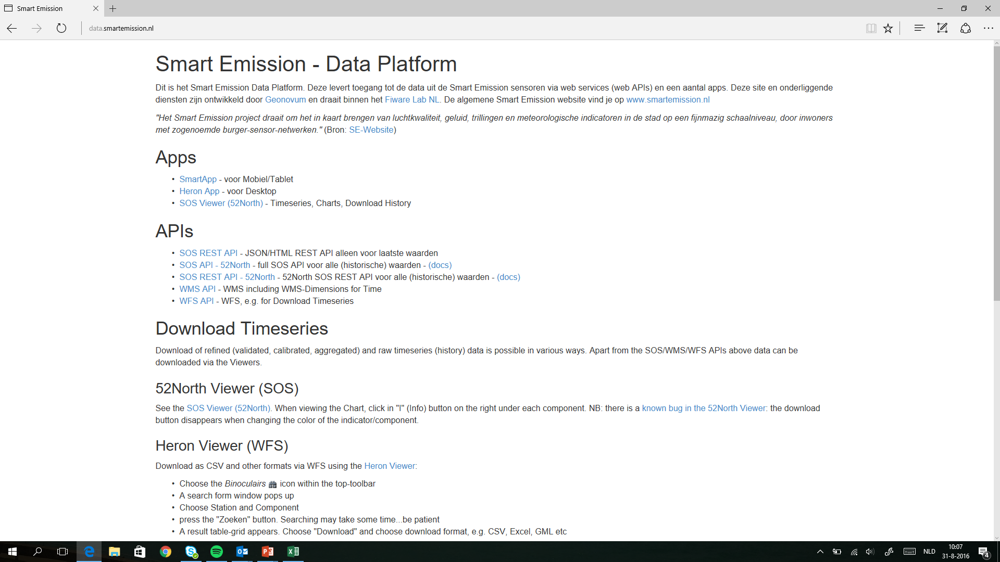 Smart Emission
data.smartemission.nl
Smart Emission - Data Platform
Dit is het Smart Emission Data Platform. Deze levert toegang tot de data uit de Smart Emission sensoren via web services (web APIs) en een aantal apps. Deze site en onderliggende
diensten zijn ontwikkeld door Geonovum en draait binnen het Fiware Lab NL. De algemene Smart Emission website vind je op www.smartemission.nl
"Het Smart Emission project draait om het in kaart brengen van luchtkwaliteit, geluid, trillingen en meteorologische indicatoren in de stad op een fijnmazig schaalniveau, door inwoners
met zogenoemde burger-sensor-netwerken." (Bron: SE-Website)
Apps
• SmartApp - voor Mobiel/Tablet
• Heron App - voor Desktop
• SOS Viewer (52North) - Timeseries, Charts, Download History
APIs
• SOS REST API - JSON/HTML REST API alleen voor laatste waarden
• SOS API - 52North - full SOS API voor alle (historische) waarden - (docs)
• SOS REST API - 52North - 52North SOS REST API voor alle (historische) waarden - (docs)
• WMS API - WMS including WMS-Dimensions for Time
• WFS API - WFS, e.g. for Download Timeseries
Download Timeseries
Download of refined (validated, calibrated, aggregated) and raw timeseries (history) data is possible in various ways. Apart from the SOS/WMS/WFS APIs above data can be
downloaded via the Viewers.
52North Viewer (SOS)
See the SOS Viewer (52North). When viewing the Chart, click in "I" (Info) button on the right under each component. NB: there is a known bug in the 52North Viewer: the download
button disappears when changing the color of the indicator/component.
Heron Viewer (WFS)
Download as CSV and other formats via WFS using the Heron Viewer:
• Choose the Binoculairs icon within the top-toolbar
• A search form window pops up
• Choose Station and Component
• press the "Zoeken" button. Searching may take some time...be patient
• A result table-grid appears. Choose "Download" and choose download format, e.g. CSV, Excel, GML etc
NLD
10:07
31-8-2016
4